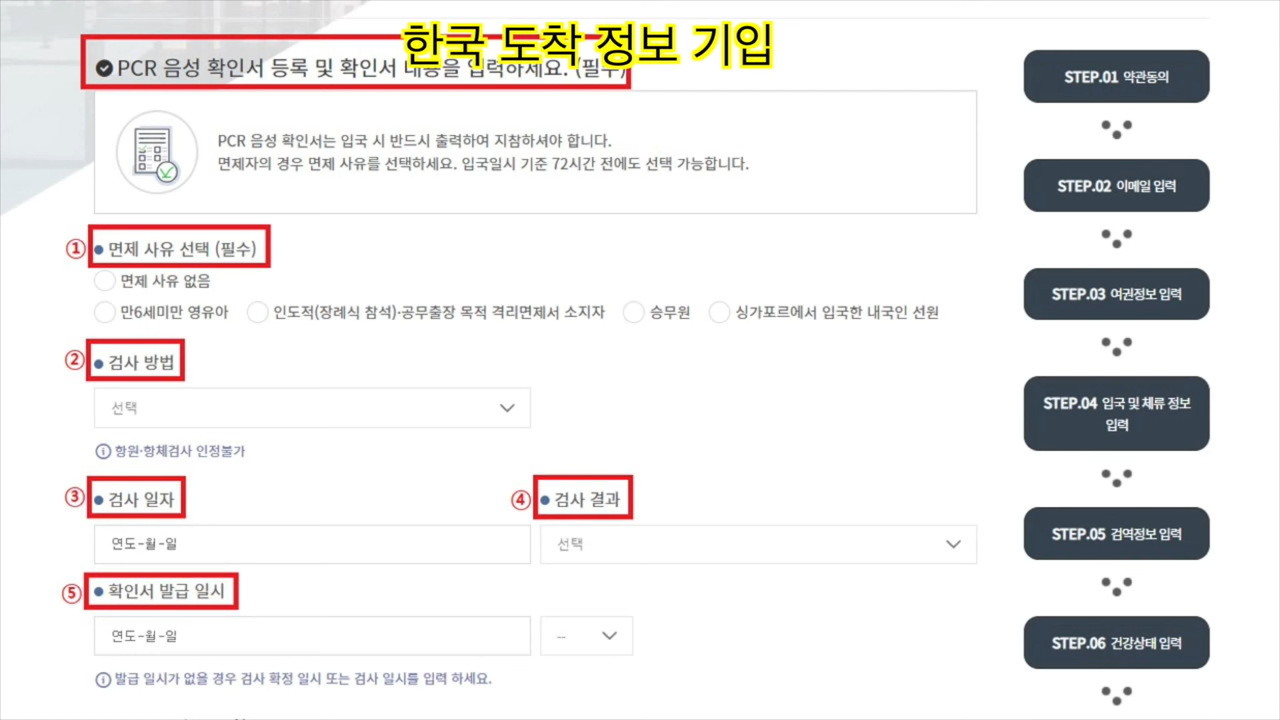 한국 도착 정보 기입
PCR 음성 확인서 등록 및 확인서 내용을 입력하세요. (필수)
PCR 음성 확인서는 입국 시 반드시 출력하여 지참하셔야 합니다.
면제자의 경우 면제 사유를 선택하세요. 입국일시 기준 72시간 전에도 선택 가능합니다.
① 면제 사유 선택 (필수)
면제 사유 없음
만6세미만 영유아 인도적(장례식 참석)·공무출장 목적 격리면제서 소지자 승무원 싱가포르에서 입국한 내국인 선원
② 검사 방법
선택
항원·항체검사 인정불가
③ 검사 일자
연도-월-일
④ 검사 결과
선택
⑤ 확인서 발급 일시
연도-월-일 --
발급 일시가 없을 경우 검사 확정 일시 또는 검사 일시를 입력 하세요.
STEP.01 약관동의
STEP.02 이메일 입력
STEP.03 여권정보 입력
STEP.04 입국 및 체류 정보
입력
STEP.05 검역정보 입력
STEP.06 건강상태 입력